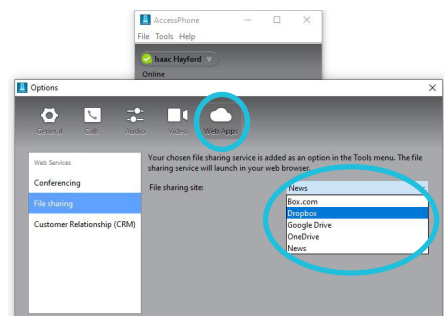 AccessPhone
File Tools Help
Isaac Hayford
Online
Options
General Calls Audio Video Web Apps
Web Services
Conferencing
File sharing
Customer Relationship (CRM)
Your chosen file sharing service is added as an option in the Tools menu. The file
sharing service will launch in your web browser.
File sharing site:
News
Box.com
Dropbox
Google Drive
OneDrive
News